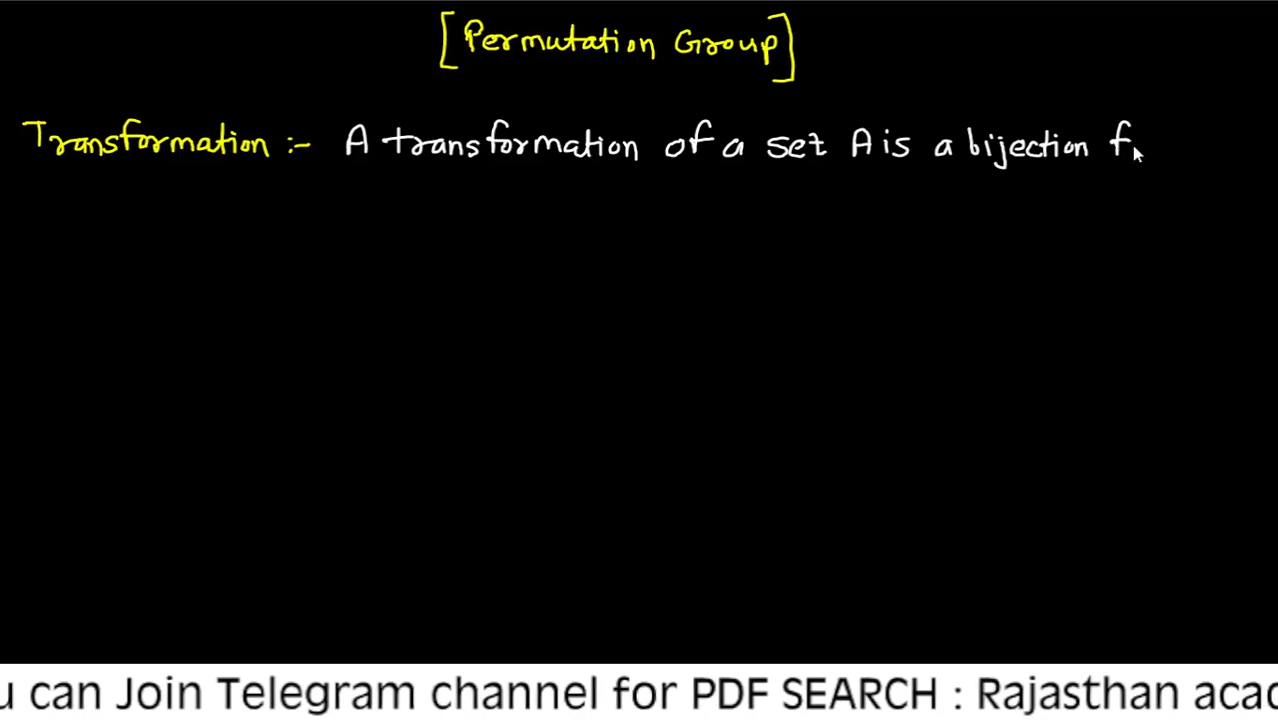 [Permutation Group]
Transformation :- A transformation of a set A is a bijection f
u can Join Telegram channel for PDF SEARCH : Rajasthan acad